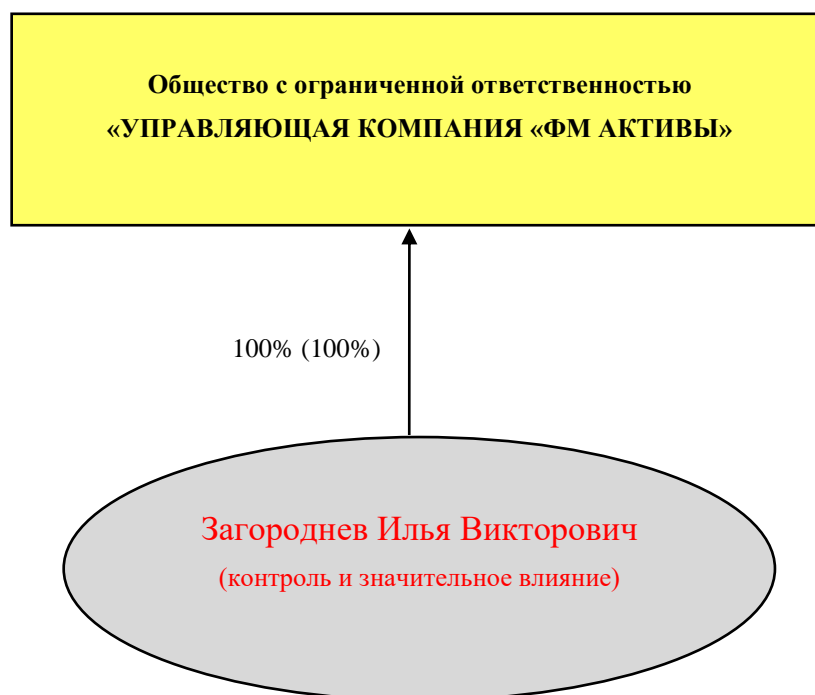 Общество с ограниченной ответственностью
«УПРАВЛЯЮЩАЯ КОМПАНИЯ «ФМ АКТИВЫ»
100% (100%)
Загороднев Илья Викторович
(контроль и значительное влияние)